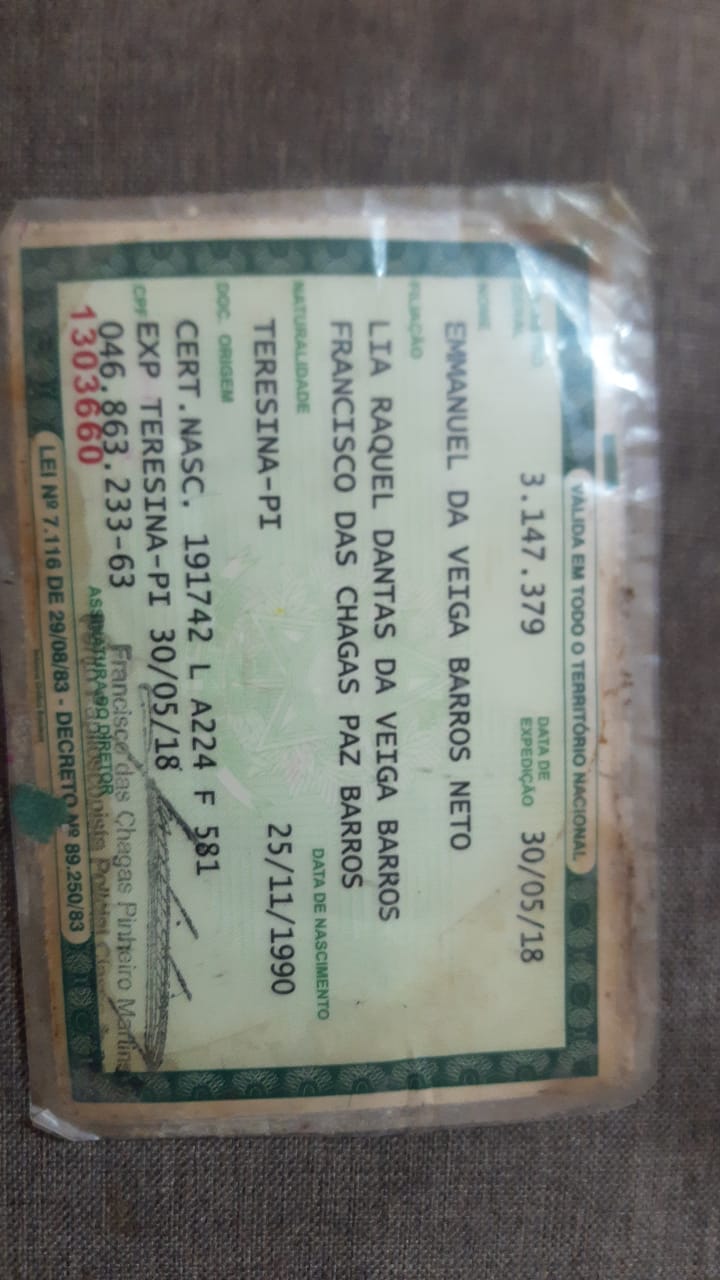 VÁLIDA EM TODO O TERRITÓRIO NACIONAL
3.147.379 DATA DE EXPEDIÇÃO 30/05/18
NOME
EMMANUEL DA VEIGA BARROS NETO
FILIAÇÃO
LIA RAQUEL DANTAS DA VEIGA BARROS
FRANCISCO DAS CHAGAS PAZ BARROS
NATURALIDADE DATA DE NASCIMENTO
TERESINA-PI 25/11/1990
DOC. ORIGEM
CERT.NASC. 191742 L A224 F 581
EXP TERESINA-PI 30/05/18
CPF
046.863.233-63
Francisco das Chagas Pinheiro Martins
1303660
ASSINATURA DO DIRETOR
LEI Nº 7.116 DE 29/08/83 - DECRETO Nº 89.250/83